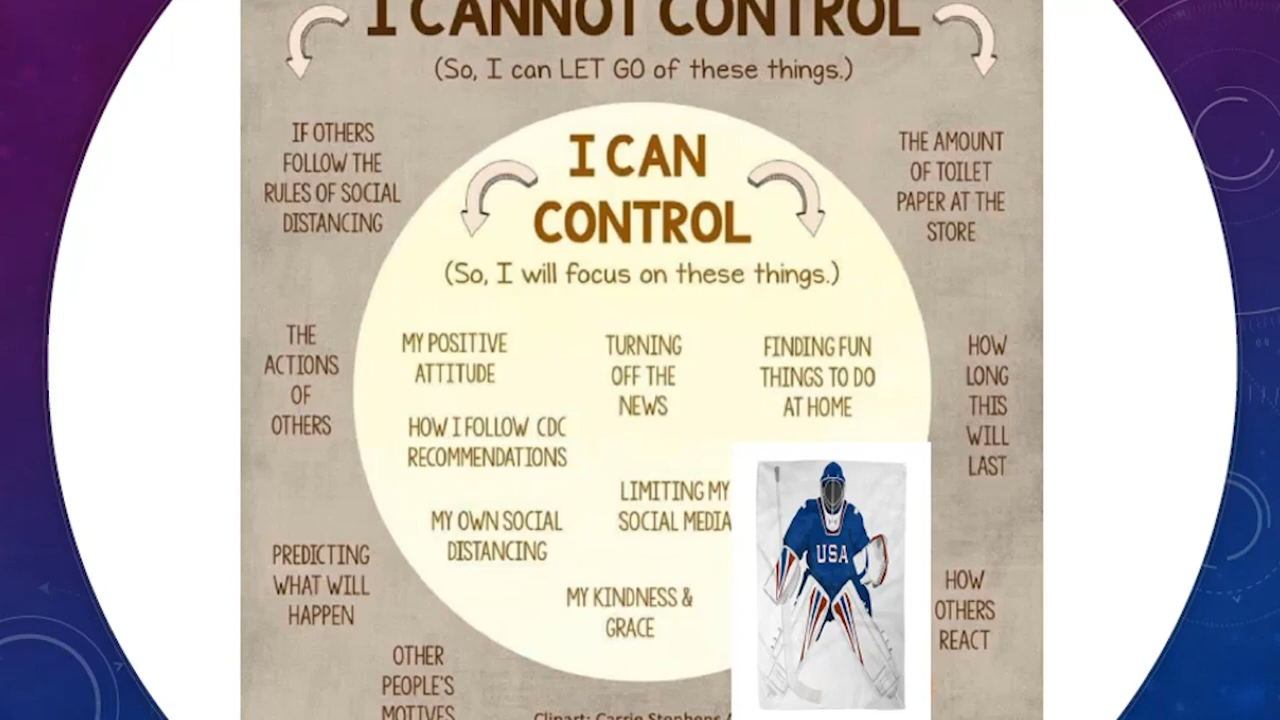 I CANNOT CONTROL
(So, I can LET GO of these things.)
IF OTHERS
FOLLOW THE
RULES OF SOCIAL
DISTANCING
THE AMOUNT
OF TOILET
PAPER AT THE
STORE
I CAN
CONTROL
(So, I will focus on these things.)
THE
ACTIONS
OF
OTHERS
MY POSITIVE
ATTITUDE
TURNING
OFF THE
NEWS
FINDING FUN
THINGS TO DO
AT HOME
HOW
LONG
THIS
WILL
LAST
HOW I FOLLOW CDC
RECOMMENDATIONS
LIMITING MY
SOCIAL MEDIA
MY OWN SOCIAL
DISTANCING
USA
PREDICTING
WHAT WILL
HAPPEN
MY KINDNESS &
GRACE
HOW
OTHERS
REACT
OTHER
PEOPLE'S
MOTIVES
Clipart: Carrie Stephens